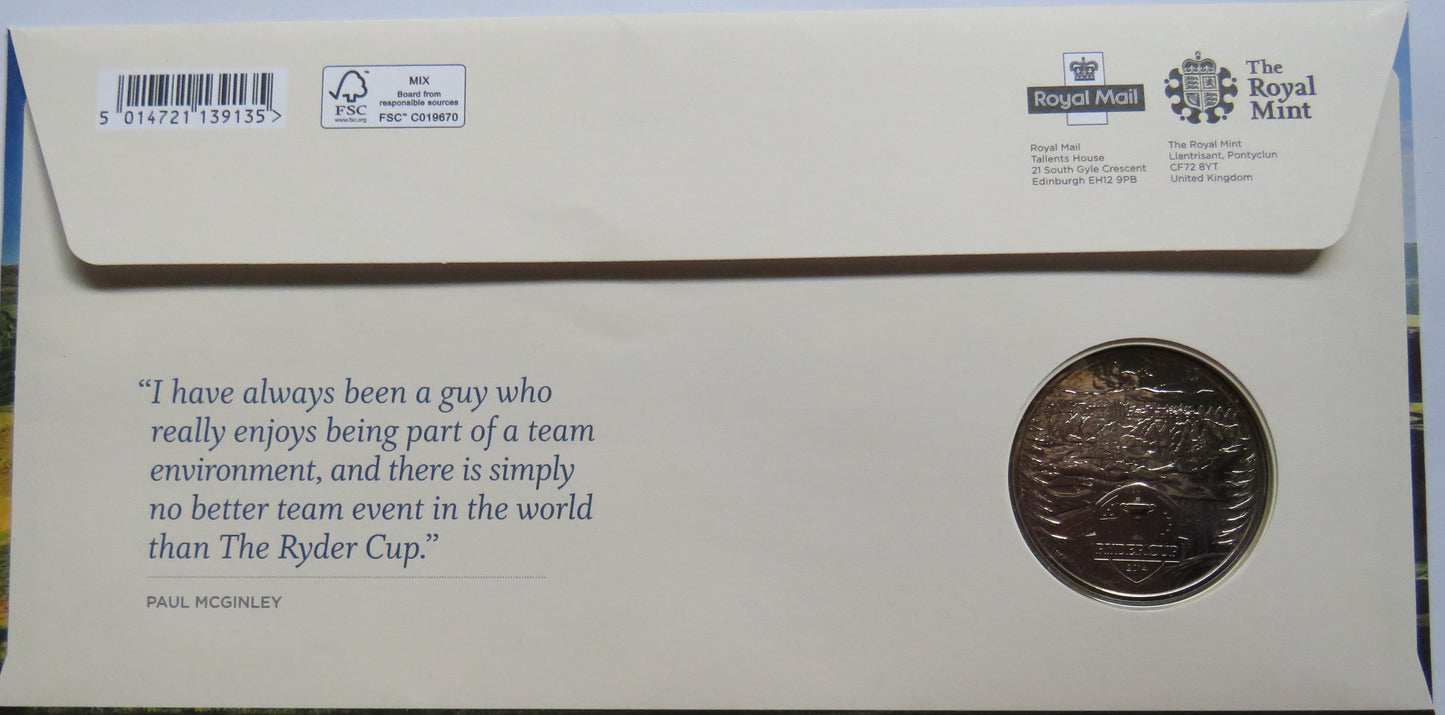 5 014721 139135 >
FSC
www.fsc.org
MIX
Board from
responsible sources
FSC™ C019670
Royal Mail
The
Royal
Mint
Royal Mail
Tallents House
21 South Gyle Crescent
Edinburgh EH12 9PB
The Royal Mint
Llantrisant, Pontyclun
CF72 8YT
United Kingdom
“I have always been a guy who
really enjoys being part of a team
environment, and there is simply
no better team event in the world
than The Ryder Cup.”
PAUL MCGINLEY
RYDER CUP
2014